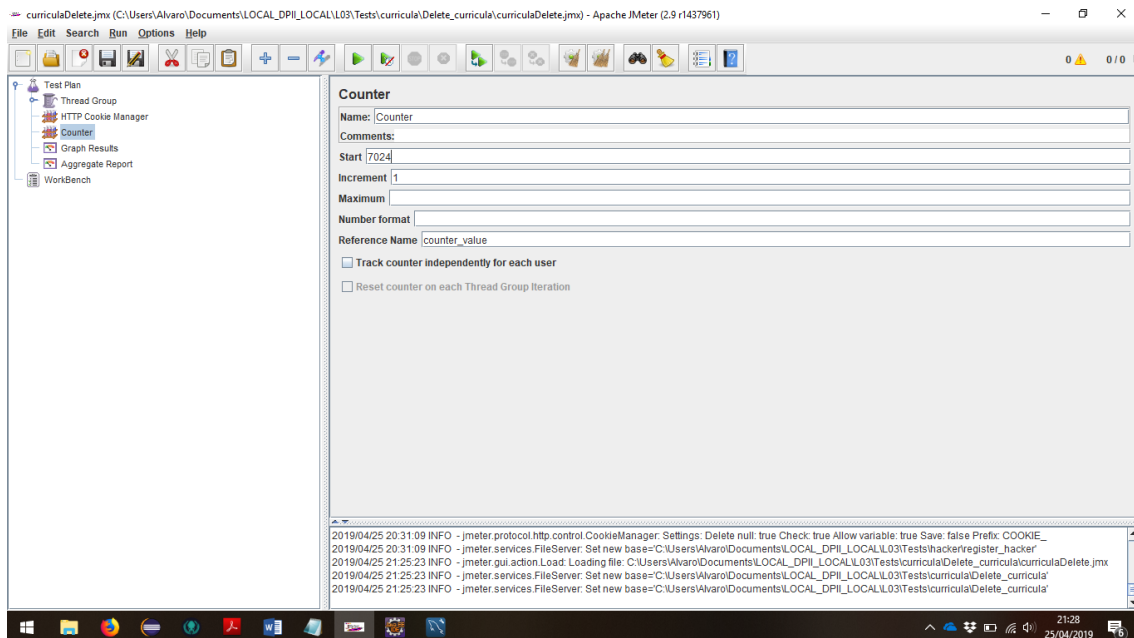 curriculaDelete.jmx (C:\Users\Alvaro\Documents\LOCAL_DPII_LOCAL\L03\Tests\curricula\Delete_curricula\curriculaDelete.jmx) - Apache JMeter (2.9 r1437961)
File Edit Search Run Options Help
0 0 / 0
Test Plan
Thread Group
HTTP Cookie Manager
Counter
Graph Results
Aggregate Report
WorkBench
Counter
Name: Counter
Comments:
Start 7024
Increment 1
Maximum
Number format
Reference Name counter_value
Track counter independently for each user
Reset counter on each Thread Group Iteration
2019/04/25 20:31:09 INFO - jmeter.protocol.http.control.CookieManager: Settings: Delete null: true Check: true Allow variable: true Save: false Prefix: COOKIE_
2019/04/25 20:31:09 INFO - jmeter.services.FileServer: Set new base='C:\Users\Alvaro\Documents\LOCAL_DPII_LOCAL\L03\Tests\hacker\register_hacker'
2019/04/25 21:25:23 INFO - jmeter.gui.action.Load: Loading file: C:\Users\Alvaro\Documents\LOCAL_DPII_LOCAL\L03\Tests\curricula\Delete_curricula\curriculaDelete.jmx
2019/04/25 21:25:23 INFO - jmeter.services.FileServer: Set new base='C:\Users\Alvaro\Documents\LOCAL_DPII_LOCAL\L03\Tests\curricula\Delete_curricula'
2019/04/25 21:25:23 INFO - jmeter.services.FileServer: Set new base='C:\Users\Alvaro\Documents\LOCAL_DPII_LOCAL\L03\Tests\curricula\Delete_curricula'
21:28
25/04/2019